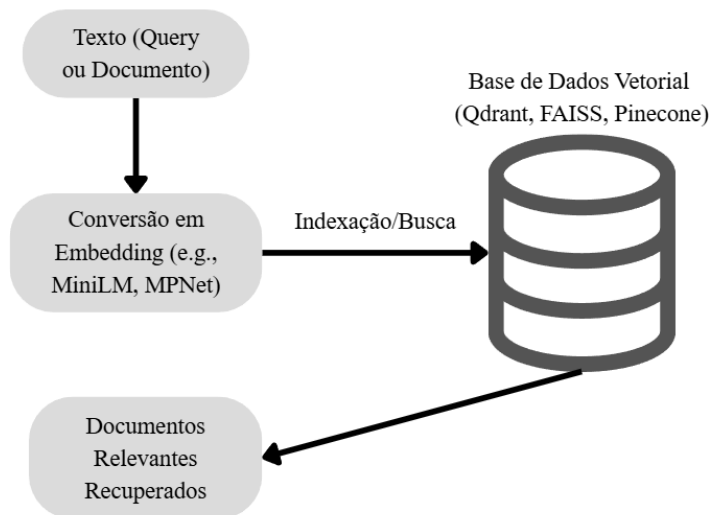 Texto (Query
ou Documento)
Base de Dados Vetorial
(Qdrant, FAISS, Pinecone)
Conversão em
Embedding (e.g.,
MiniLM, MPNet)
Indexação/Busca
Documentos
Relevantes
Recuperados